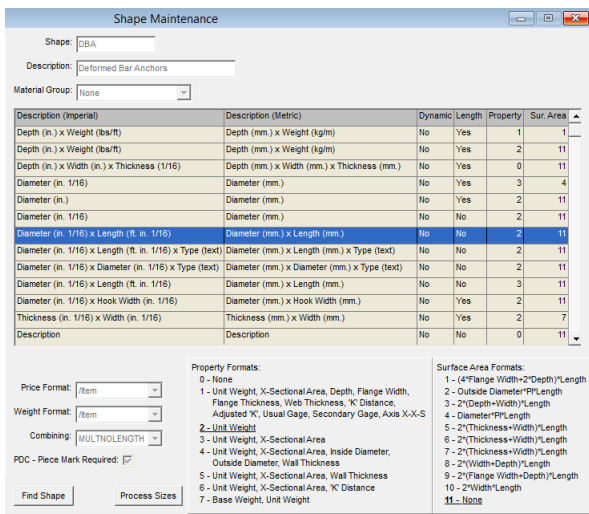 Shape Maintenance
Shape: DBA
Description: Deformed Bar Anchors
Material Group: None
Description (Imperial) Description (Metric) Dynamic Length Property Sur. Area
Depth (in.) x Weight (lbs/ft) Depth (mm.) x Weight (kg/m) No Yes 1 1
Depth (in.) x Weight (lbs/ft) Depth (mm.) x Weight (kg/m) No Yes 2 11
Depth (in.) x Width (in.) x Thickness (1/16) Depth (mm.) x Width (mm.) x Thickness (mm.) No Yes 0 11
Diameter (in. 1/16) Diameter (mm.) No Yes 3 4
Diameter (in.) Diameter (mm.) No Yes 2 11
Diameter (in. 1/16) Diameter (mm.) No No 2 11
Diameter (in. 1/16) x Length (ft. in. 1/16) Diameter (mm.) x Length (mm.) No No 2 11
Diameter (in. 1/16) x Length (ft. in. 1/16) x Type (text) Diameter (mm.) x Length (mm.) x Type (text) No No 2 11
Diameter (in. 1/16) x Diameter (in. 1/16) x Type (text) Diameter (mm.) x Diameter (mm.) x Type (text) No No 2 11
Diameter (in. 1/16) x Length (ft. in. 1/16) Diameter (mm.) x Length (mm.) No No 3 11
Diameter (in. 1/16) x Hook Width (in. 1/16) Diameter (mm.) x Hook Width (mm.) No Yes 2 11
Thickness (in. 1/16) x Width (in. 1/16) Thickness (mm.) x Width (mm.) No Yes 2 7
Description Description No No 0 11
Price Format: /Item
Weight Format: /Item
Combining: MULTNOLENGTH
PDC - Piece Mark Required:
Find Shape Process Sizes
Property Formats:
0 - None
1 - Unit Weight, X-Sectional Area, Depth, Flange Width,
Flange Thickness, Web Thickness, 'K' Distance,
Adjusted 'K', Usual Gage, Secondary Gage, Axis X-X-S
2 - Unit Weight
3 - Unit Weight, X-Sectional Area
4 - Unit Weight, X-Sectional Area, Inside Diameter,
Outside Diameter, Wall Thickness
5 - Unit Weight, X-Sectional Area, Wall Thickness
6 - Unit Weight, X-Sectional Area, 'K' Distance
7 - Base Weight, Unit Weight
Surface Area Formats:
1 - (4*Flange Width+2*Depth)*Length
2 - Outside Diameter*PI*Length
3 - 2*(Depth+Width)*Length
4 - Diameter*PI*Length
5 - 2*(Thickness+Width)*Length
6 - 2*(Thickness+Width)*Length
7 - 2*(Thickness+Width)*Length
8 - 2*(Width+Depth)*Length
9 - 2*(Flange Width+Depth)*Length
10 - 2*Width*Length
11 - None